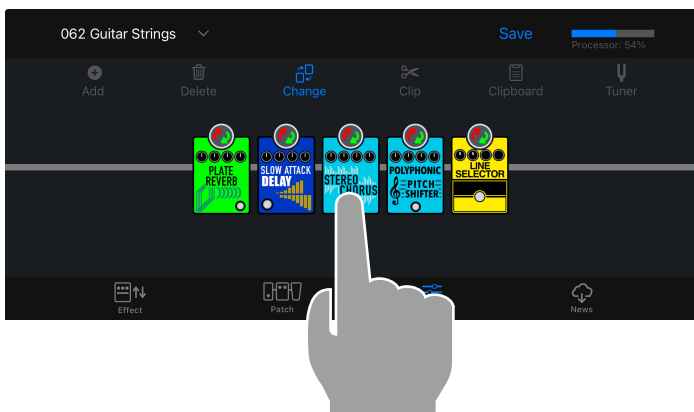 062 Guitar Strings
Save
Processor: 54%
Add
Delete
Change
Clip
Clipboard
Tuner
PLATE
REVERB
SLOW ATTACK
DELAY
STEREO
CHORUS
POLYPHONIC
PITCH
SHIFTER
LINE
SELECTOR
Effect
Patch
News